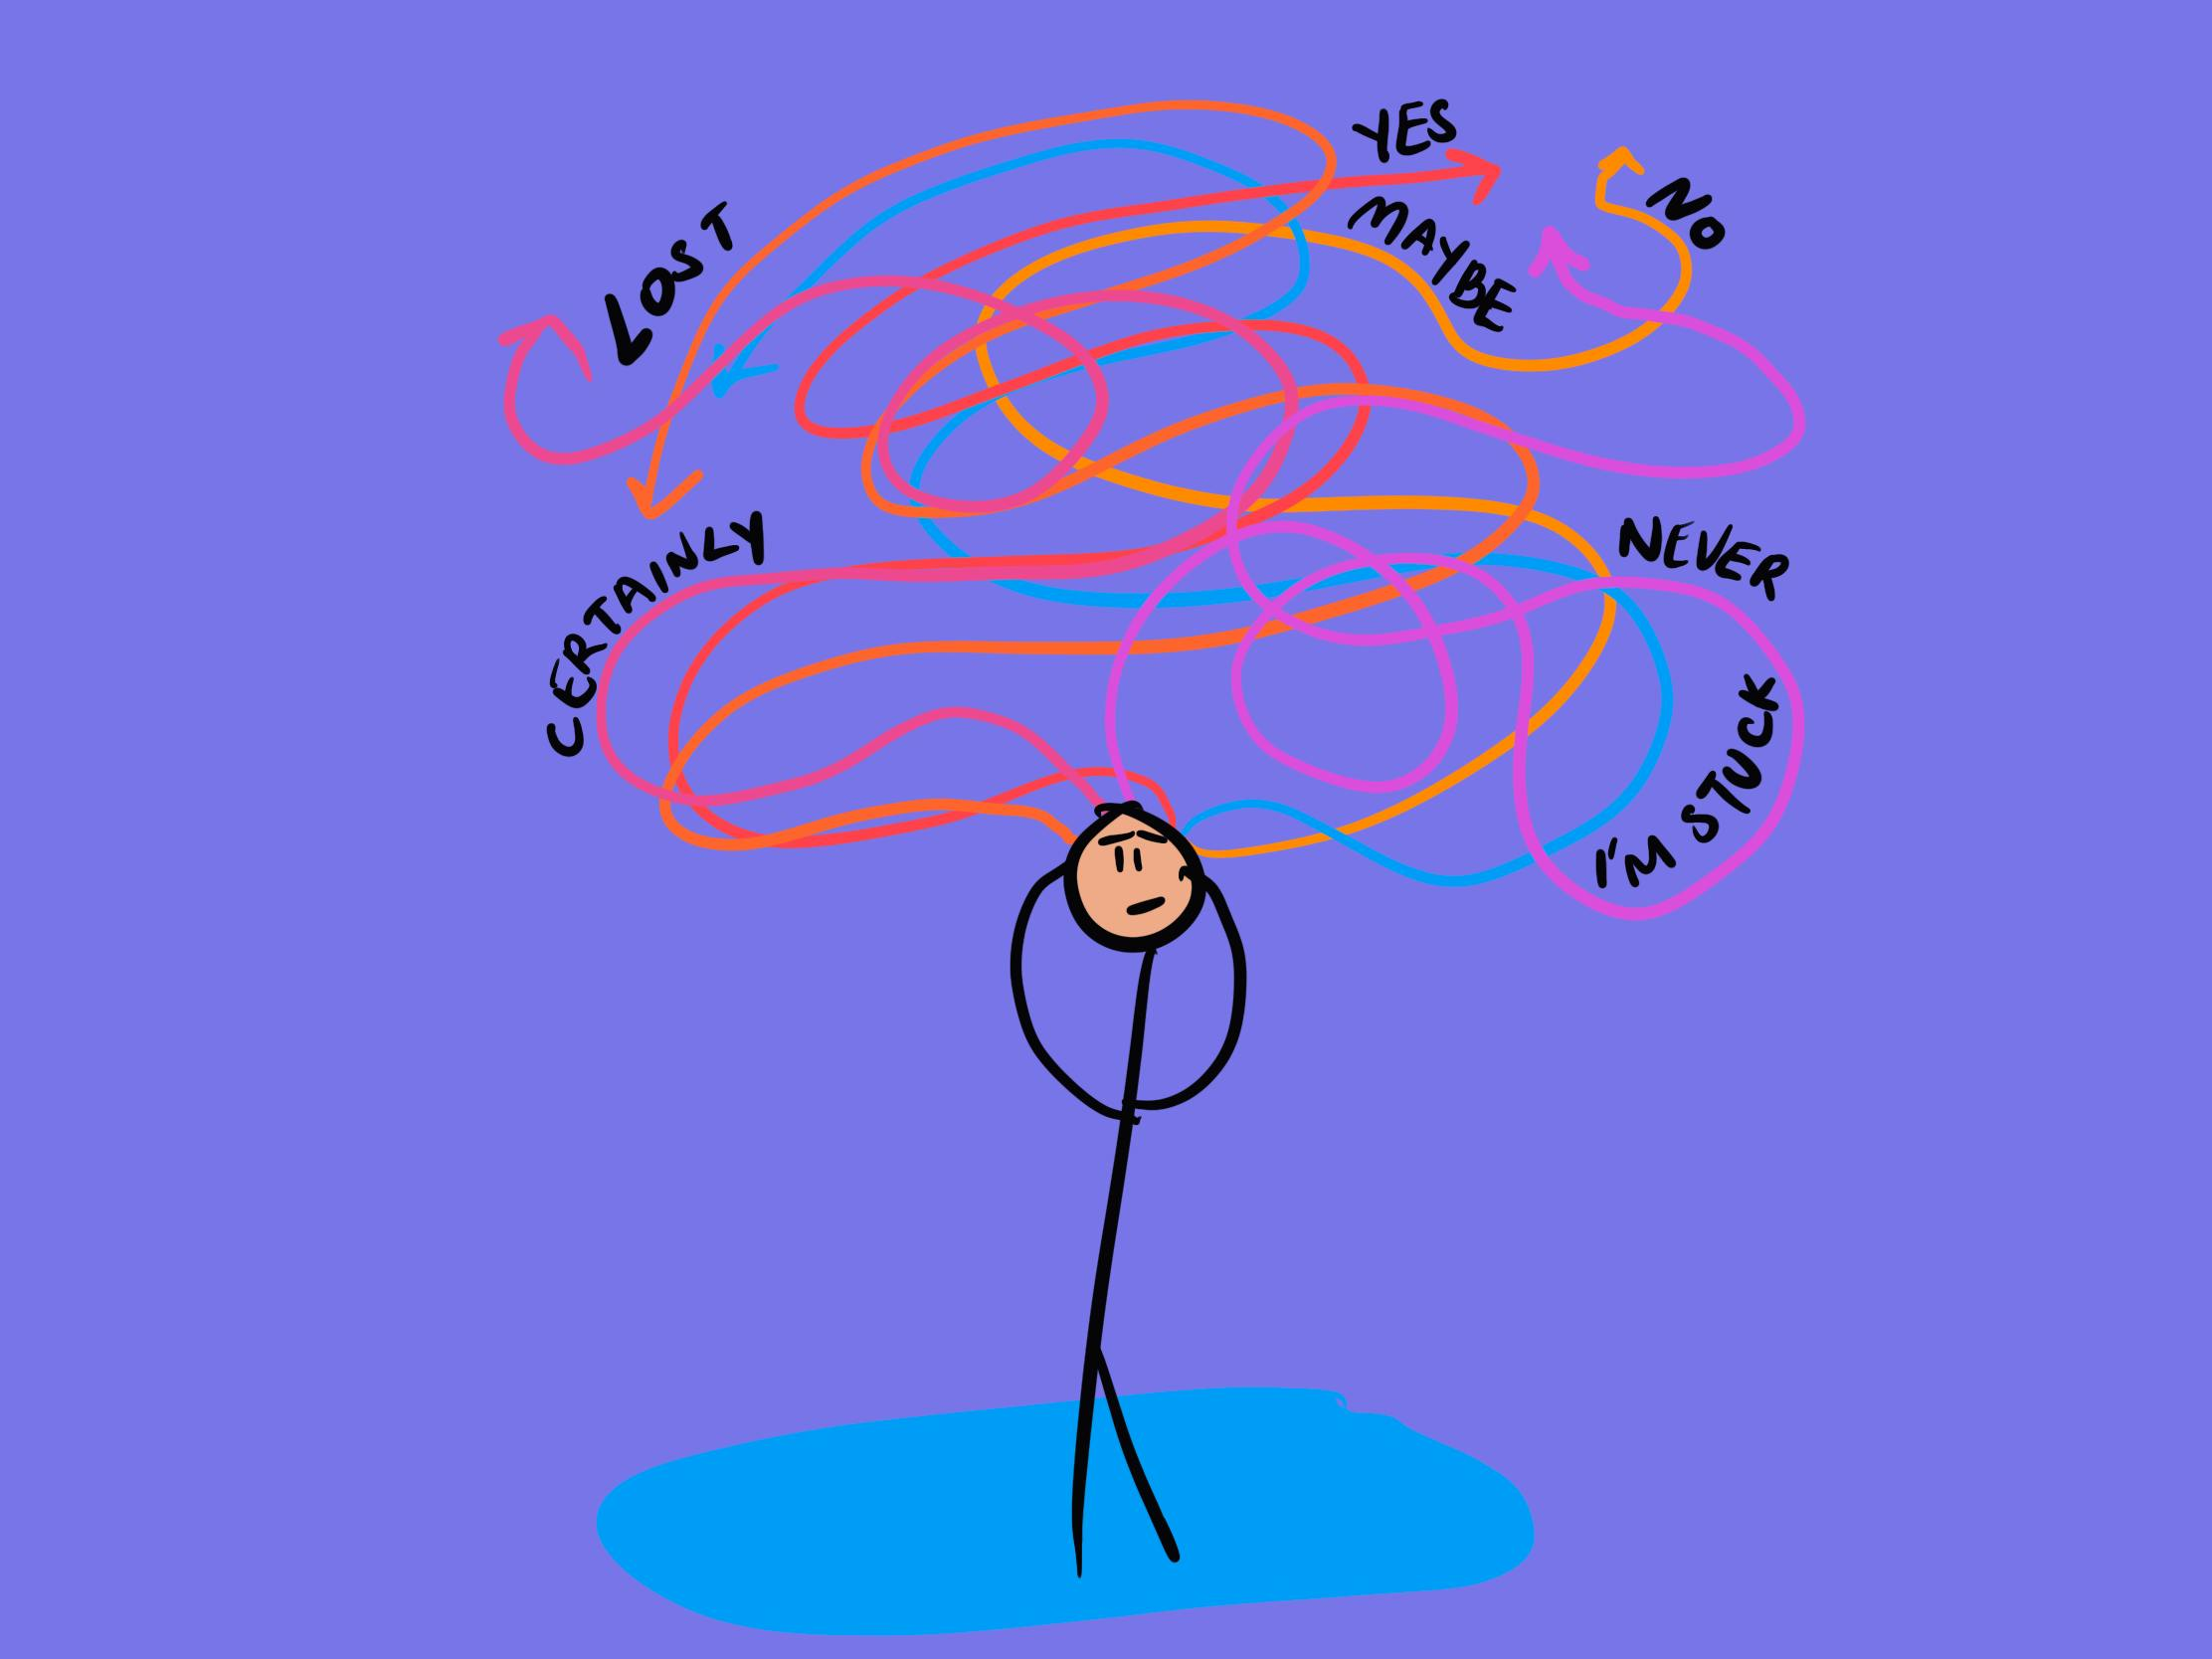 LOST
YES
NO
MAYBE
CERTAINLY
NEVER
I'M STUCK